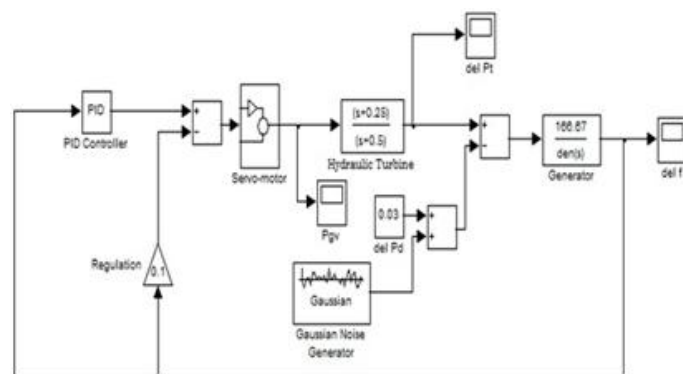 del Pt
PID
PID Controller
+
−
Servo-motor
(s+0.25)
(s+0.5)
Hydraulic Turbine
+
−
166.67
den(s)
Generator
del f
Pgv
0.03
del Pd
+
+
Regulation
0.1
Gaussian
Gaussian Noise
Generator